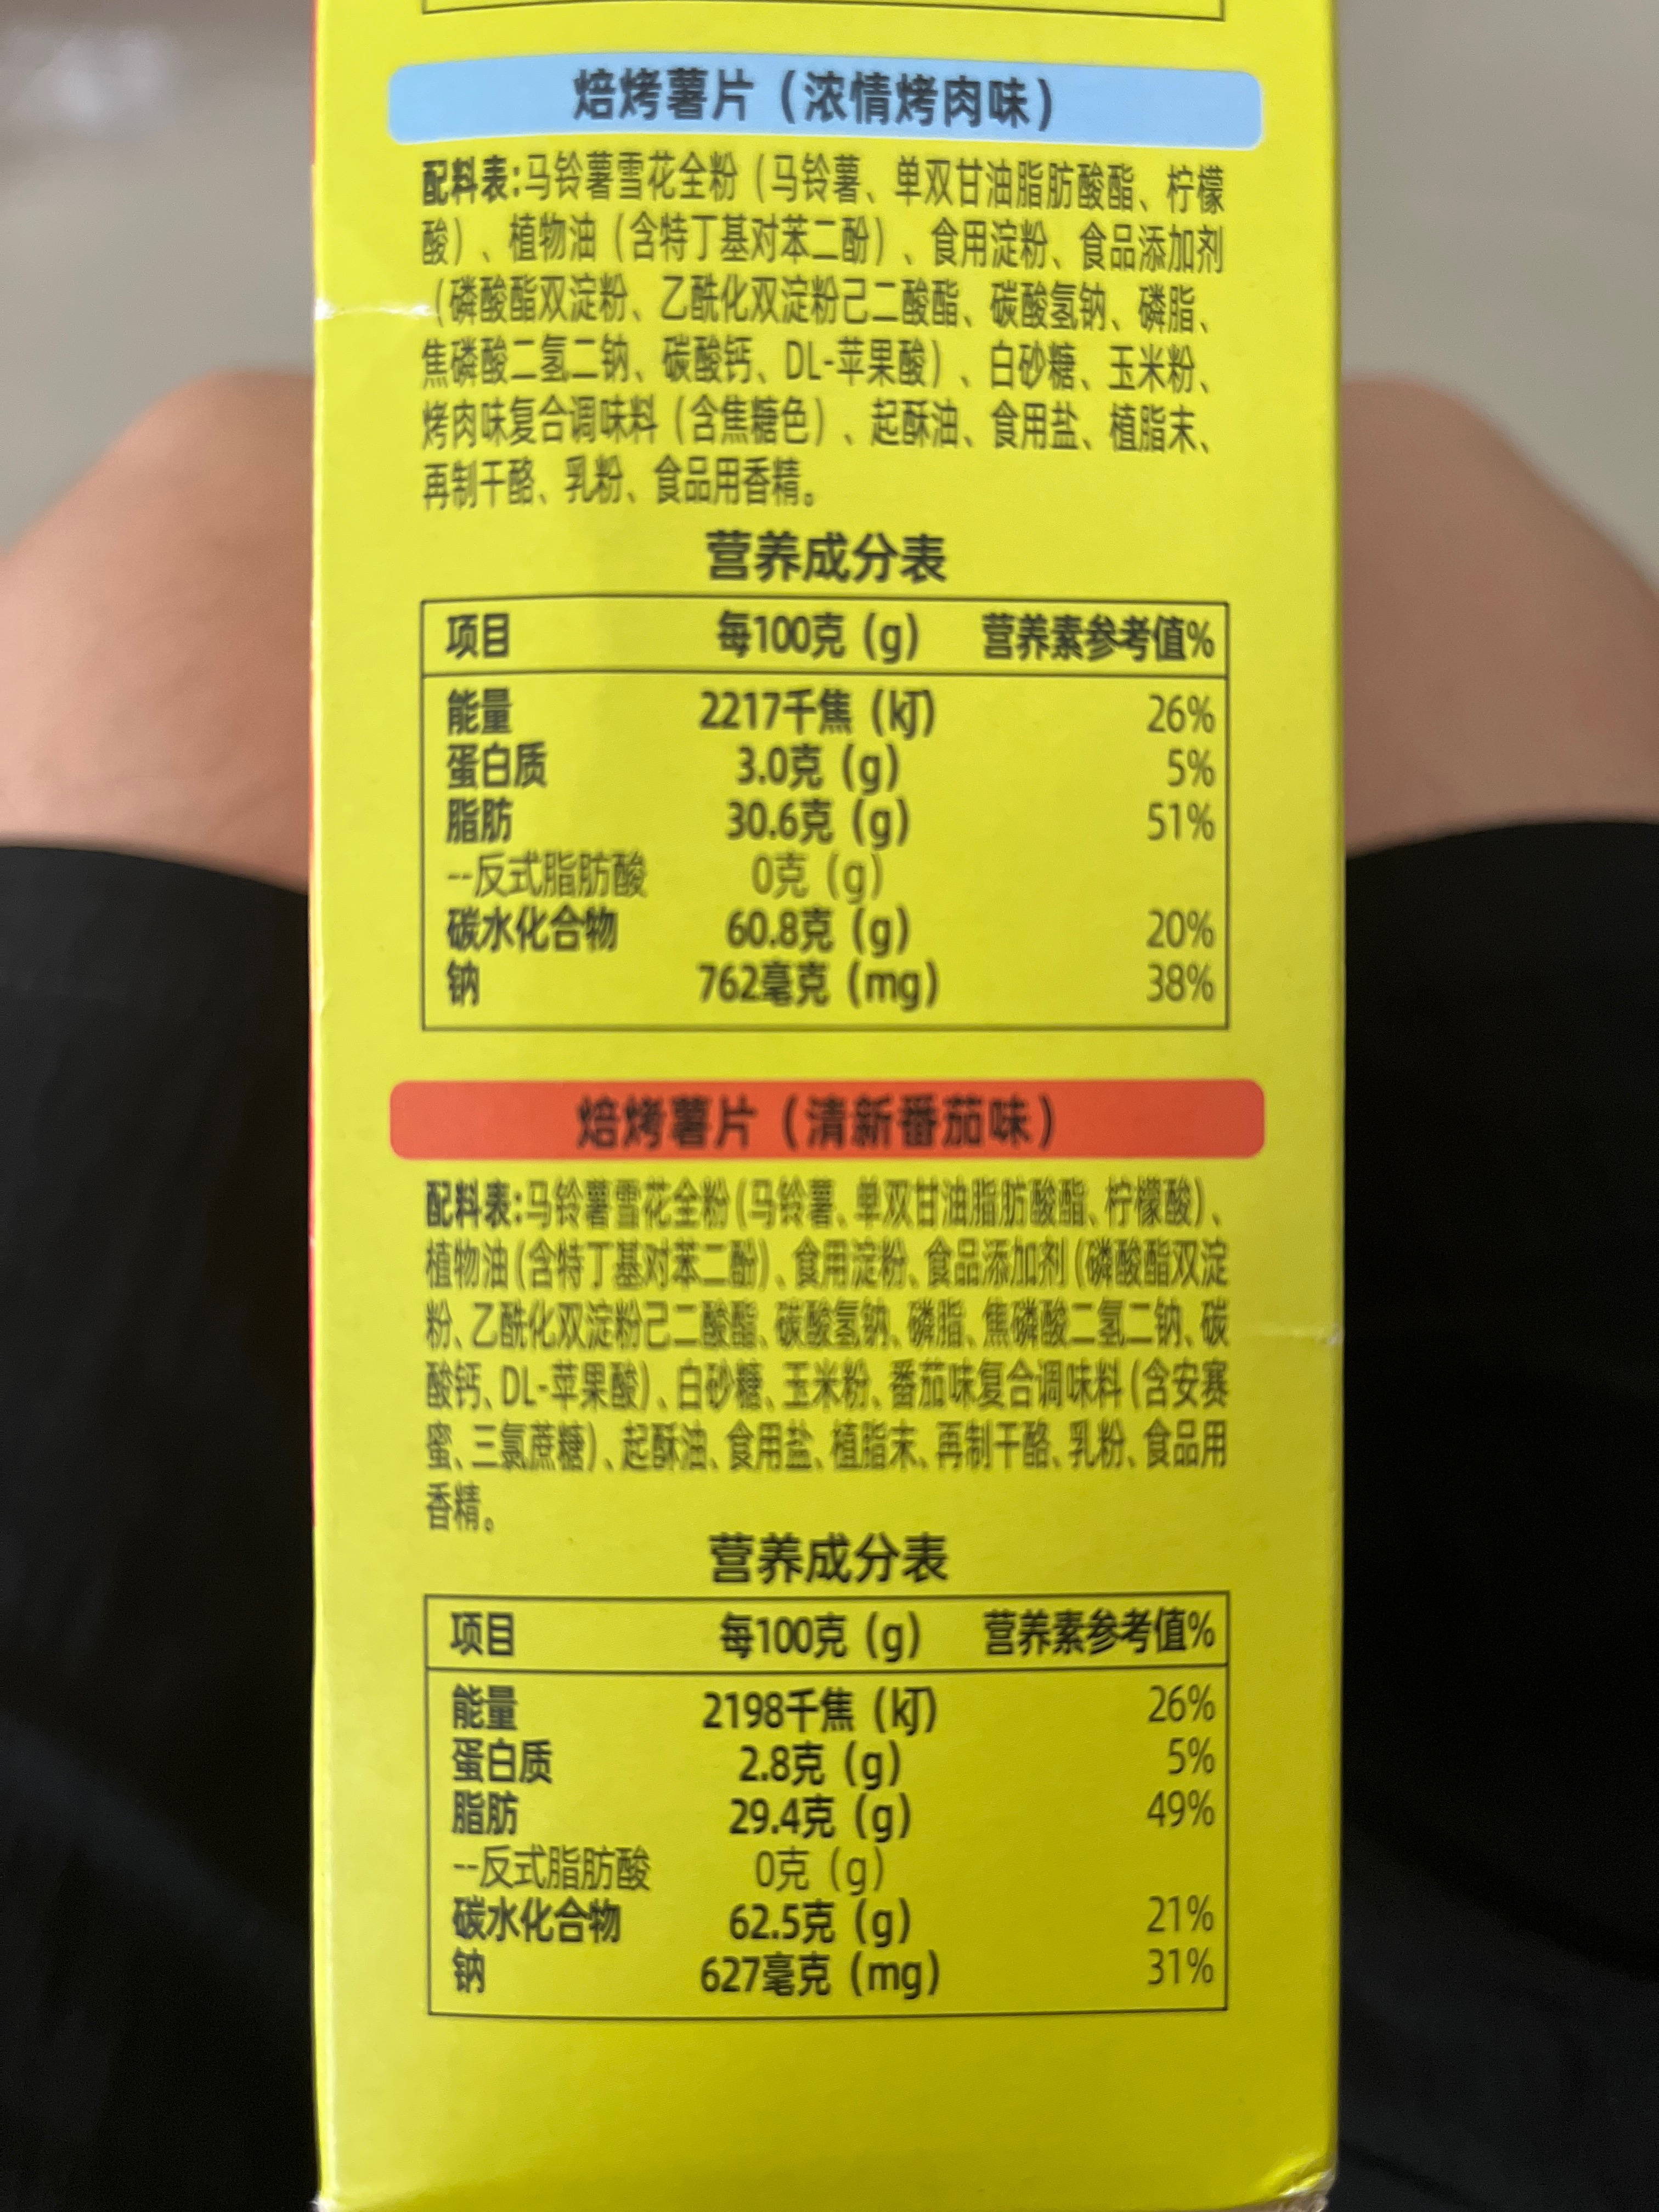 焙烤薯片（浓情烤肉味）
配料表:马铃薯雪花全粉（马铃薯、单双甘油脂肪酸酯、柠檬
酸）、植物油（含特丁基对苯二酚）、食用淀粉、食品添加剂
（磷酸酯双淀粉、乙酰化双淀粉己二酸酯、碳酸氢钠、磷脂、
焦磷酸二氢二钠、碳酸钙、DL-苹果酸）、白砂糖、玉米粉、
烤肉味复合调味料（含焦糖色）、起酥油、食用盐、植脂末、
再制干酪、乳粉、食品用香精。
营养成分表
项目 每100克（g） 营养素参考值%
能量 2217千焦（kJ） 26%
蛋白质 3.0克（g） 5%
脂肪 30.6克（g） 51%
--反式脂肪酸 0克（g）
碳水化合物 60.8克（g） 20%
钠 762毫克（mg） 38%
焙烤薯片（清新番茄味）
配料表:马铃薯雪花全粉(马铃薯、单双甘油脂肪酸酯、柠檬酸)、
植物油(含特丁基对苯二酚)、食用淀粉、食品添加剂(磷酸酯双淀
粉、乙酰化双淀粉己二酸酯、碳酸氢钠、磷脂、焦磷酸二氢二钠、碳
酸钙、DL-苹果酸)、白砂糖、玉米粉、番茄味复合调味料(含安赛
蜜、三氯蔗糖)、起酥油、食用盐、植脂末、再制干酪、乳粉、食品用
香精。
营养成分表
项目 每100克（g） 营养素参考值%
能量 2198千焦（kJ） 26%
蛋白质 2.8克（g） 5%
脂肪 29.4克（g） 49%
--反式脂肪酸 0克（g）
碳水化合物 62.5克（g） 21%
钠 627毫克（mg） 31%